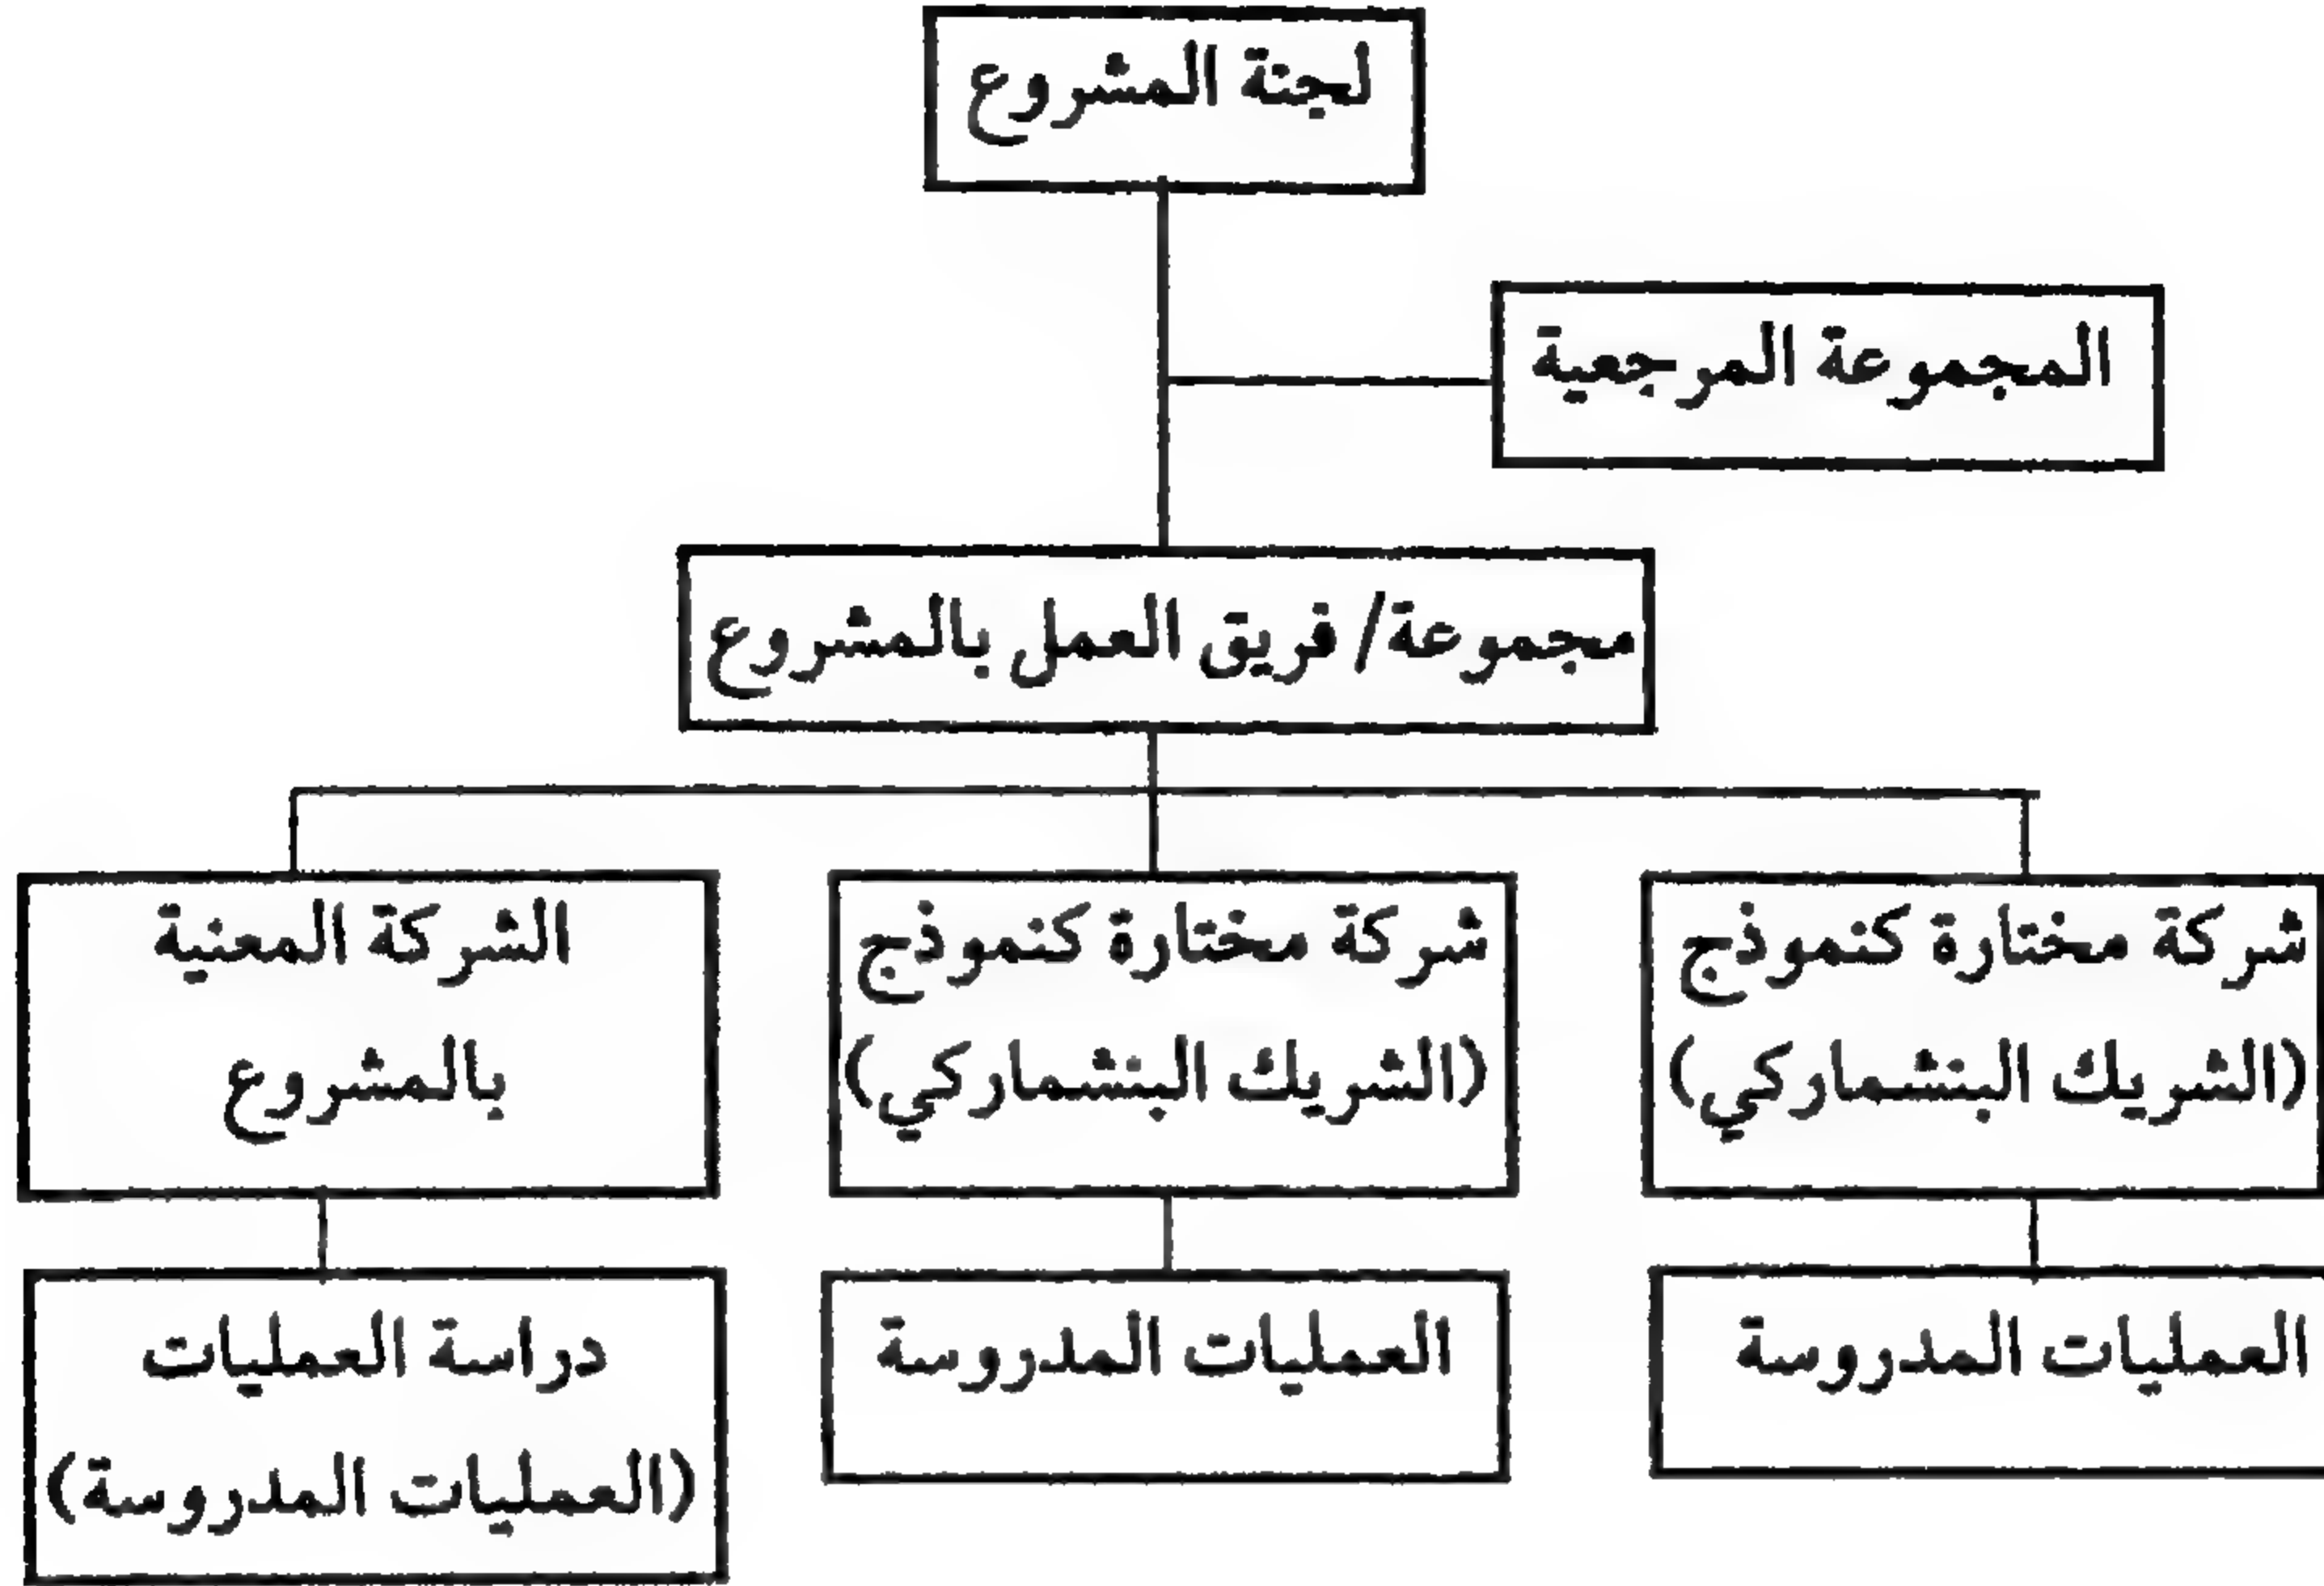 لجنة المشروع
المجموعة المرجعية
مجموعة/ فريق العمل بالمشروع
شركة مختارة كنموذج
(الشريك البنشماركي)
شركة مختارة كنموذج
(الشريك البنشماركي)
الشركة المعنية
بالمشروع
العمليات المدروسة
العمليات المدروسة
دراسة العمليات
(العمليات المدروسة)